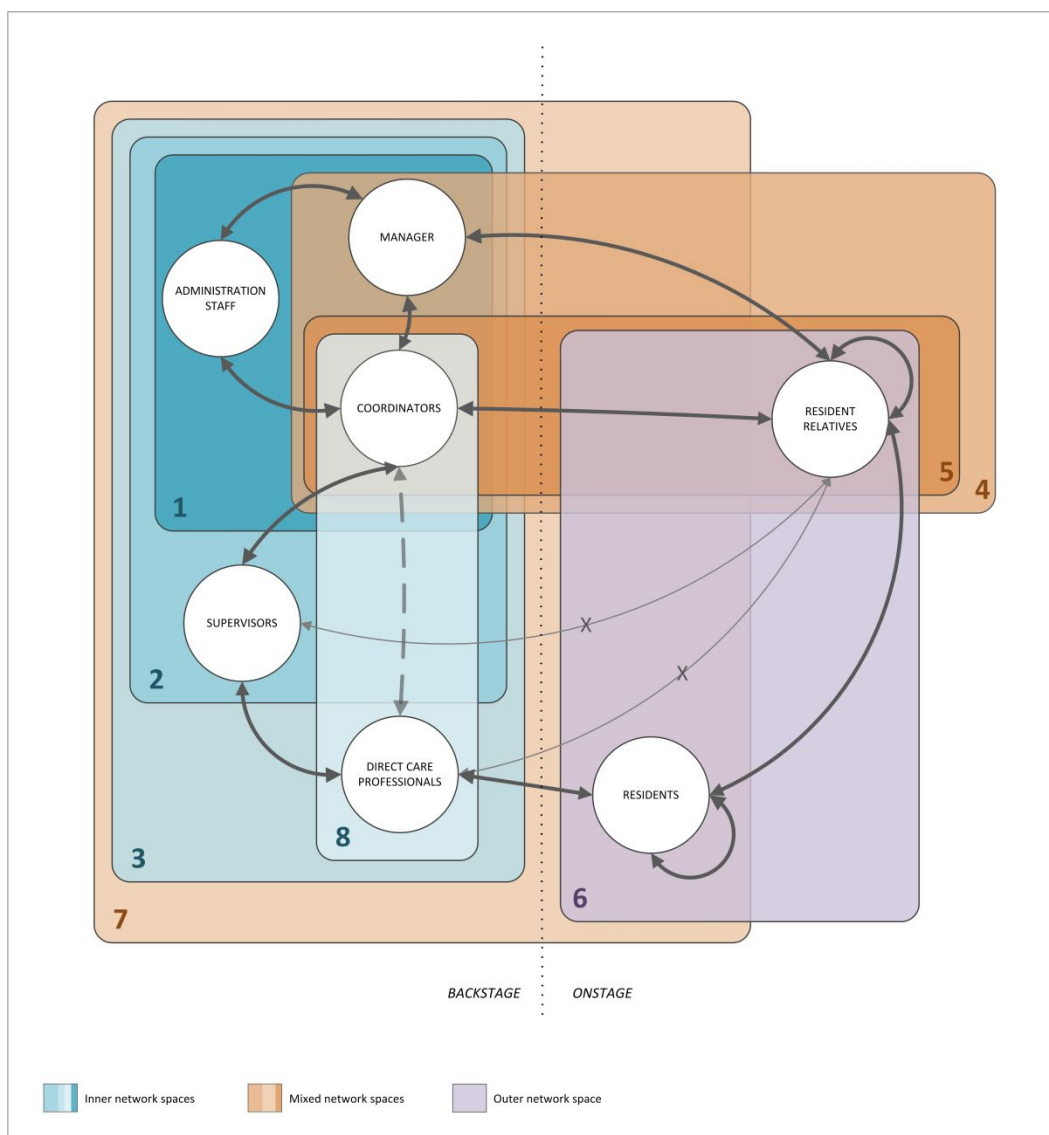 MANAGER
ADMINISTRATION
STAFF
COORDINATORS
RESIDENT
RELATIVES
5
4
1
SUPERVISORS
X
X
2
DIRECT CARE
PROFESSIONALS
RESIDENTS
8
3
6
7
BACKSTAGE
ONSTAGE
Inner network spaces
Mixed network spaces
Outer network space